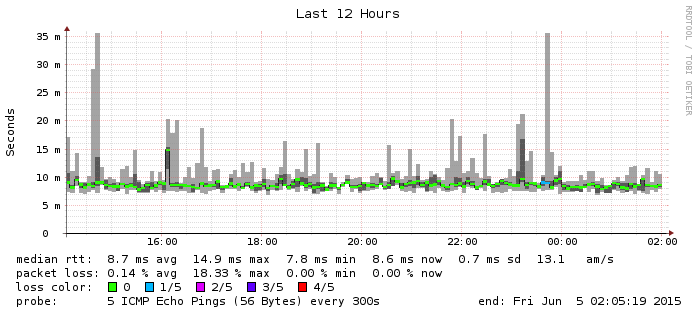 Last 12 Hours
RRDTOOL / TOBI OETIKER
Seconds
35 m
30 m
25 m
20 m
15 m
10 m
5 m
0
16:00 18:00 20:00 22:00 00:00 02:00
median rtt: 8.7 ms avg 14.9 ms max 7.8 ms min 8.6 ms now 0.7 ms sd 13.1 am/s
packet loss: 0.14 % avg 18.33 % max 0.00 % min 0.00 % now
loss color: 0 1/5 2/5 3/5 4/5
probe: 5 ICMP Echo Pings (56 Bytes) every 300s end: Fri Jun 5 02:05:19 2015